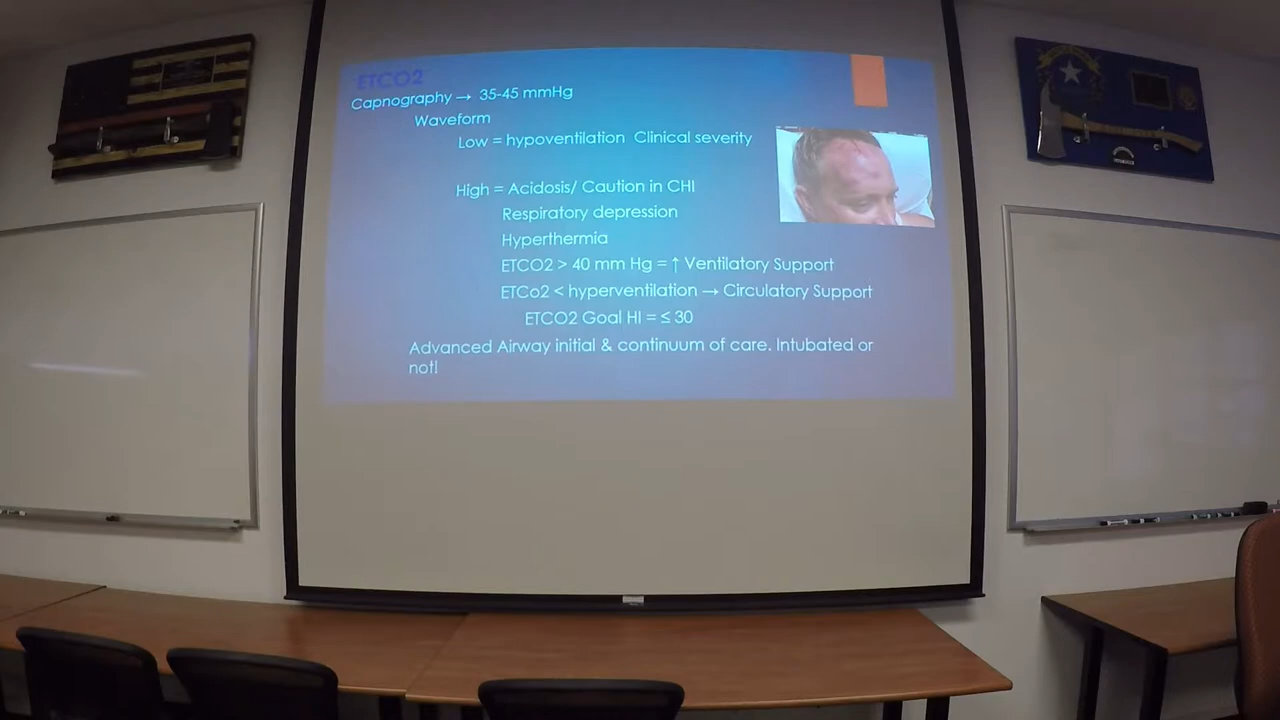 ETCO2
Capnography → 35-45 mmHg
Waveform
Low = hypoventilation Clinical severity
High = Acidosis/ Caution in CHI
Respiratory depression
Hyperthermia
ETCO2 > 40 mm Hg = ↑ Ventilatory Support
ETCo2 < hyperventilation → Circulatory Support
ETCO2 Goal HI = ≤ 30
Advanced Airway initial & continuum of care. Intubated or
not!